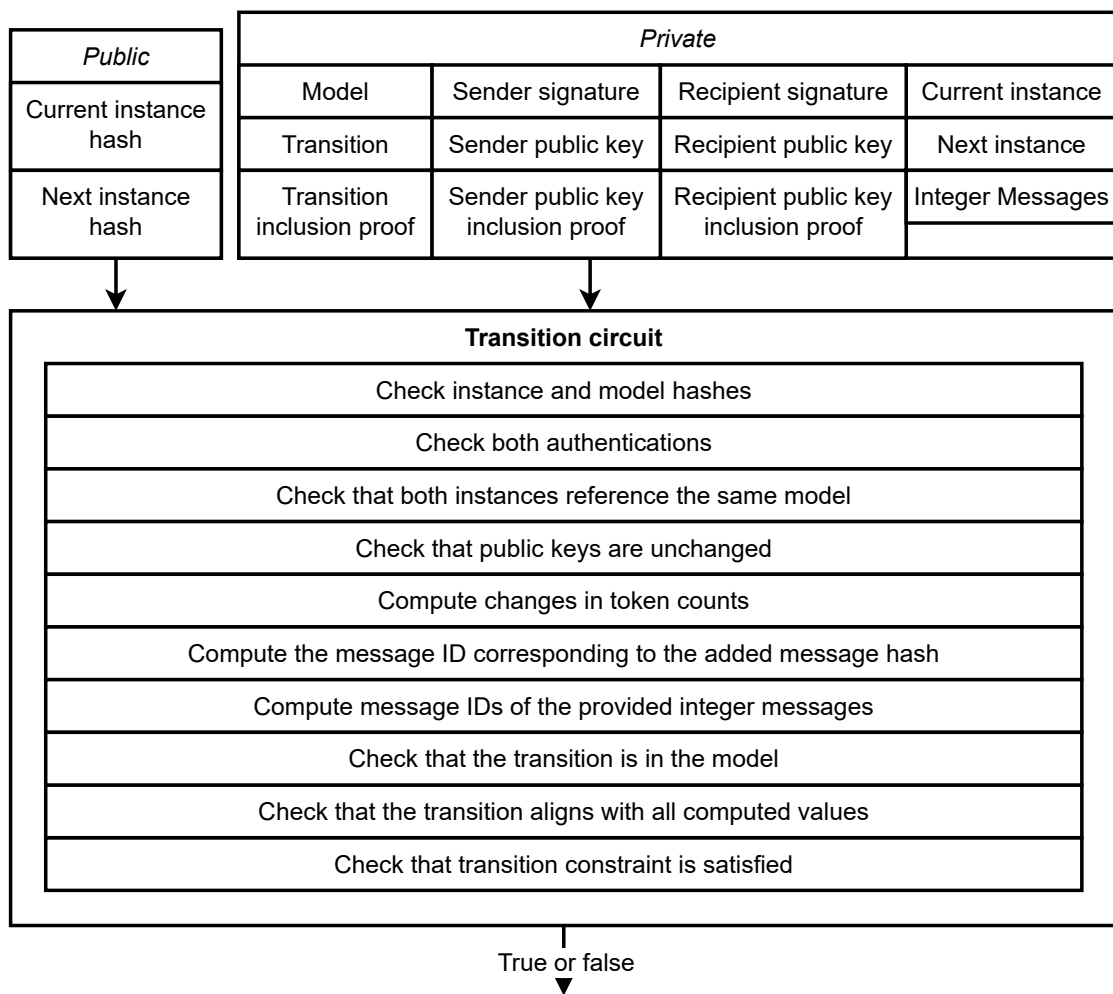 Public
Current instance
hash
Next instance
hash
Private
Model
Sender signature
Recipient signature
Current instance
Transition
Sender public key
Recipient public key
Next instance
Transition
inclusion proof
Sender public key
inclusion proof
Recipient public key
inclusion proof
Integer Messages
Transition circuit
Check instance and model hashes
Check both authentications
Check that both instances reference the same model
Check that public keys are unchanged
Compute changes in token counts
Compute the message ID corresponding to the added message hash
Compute message IDs of the provided integer messages
Check that the transition is in the model
Check that the transition aligns with all computed values
Check that transition constraint is satisfied
True or false